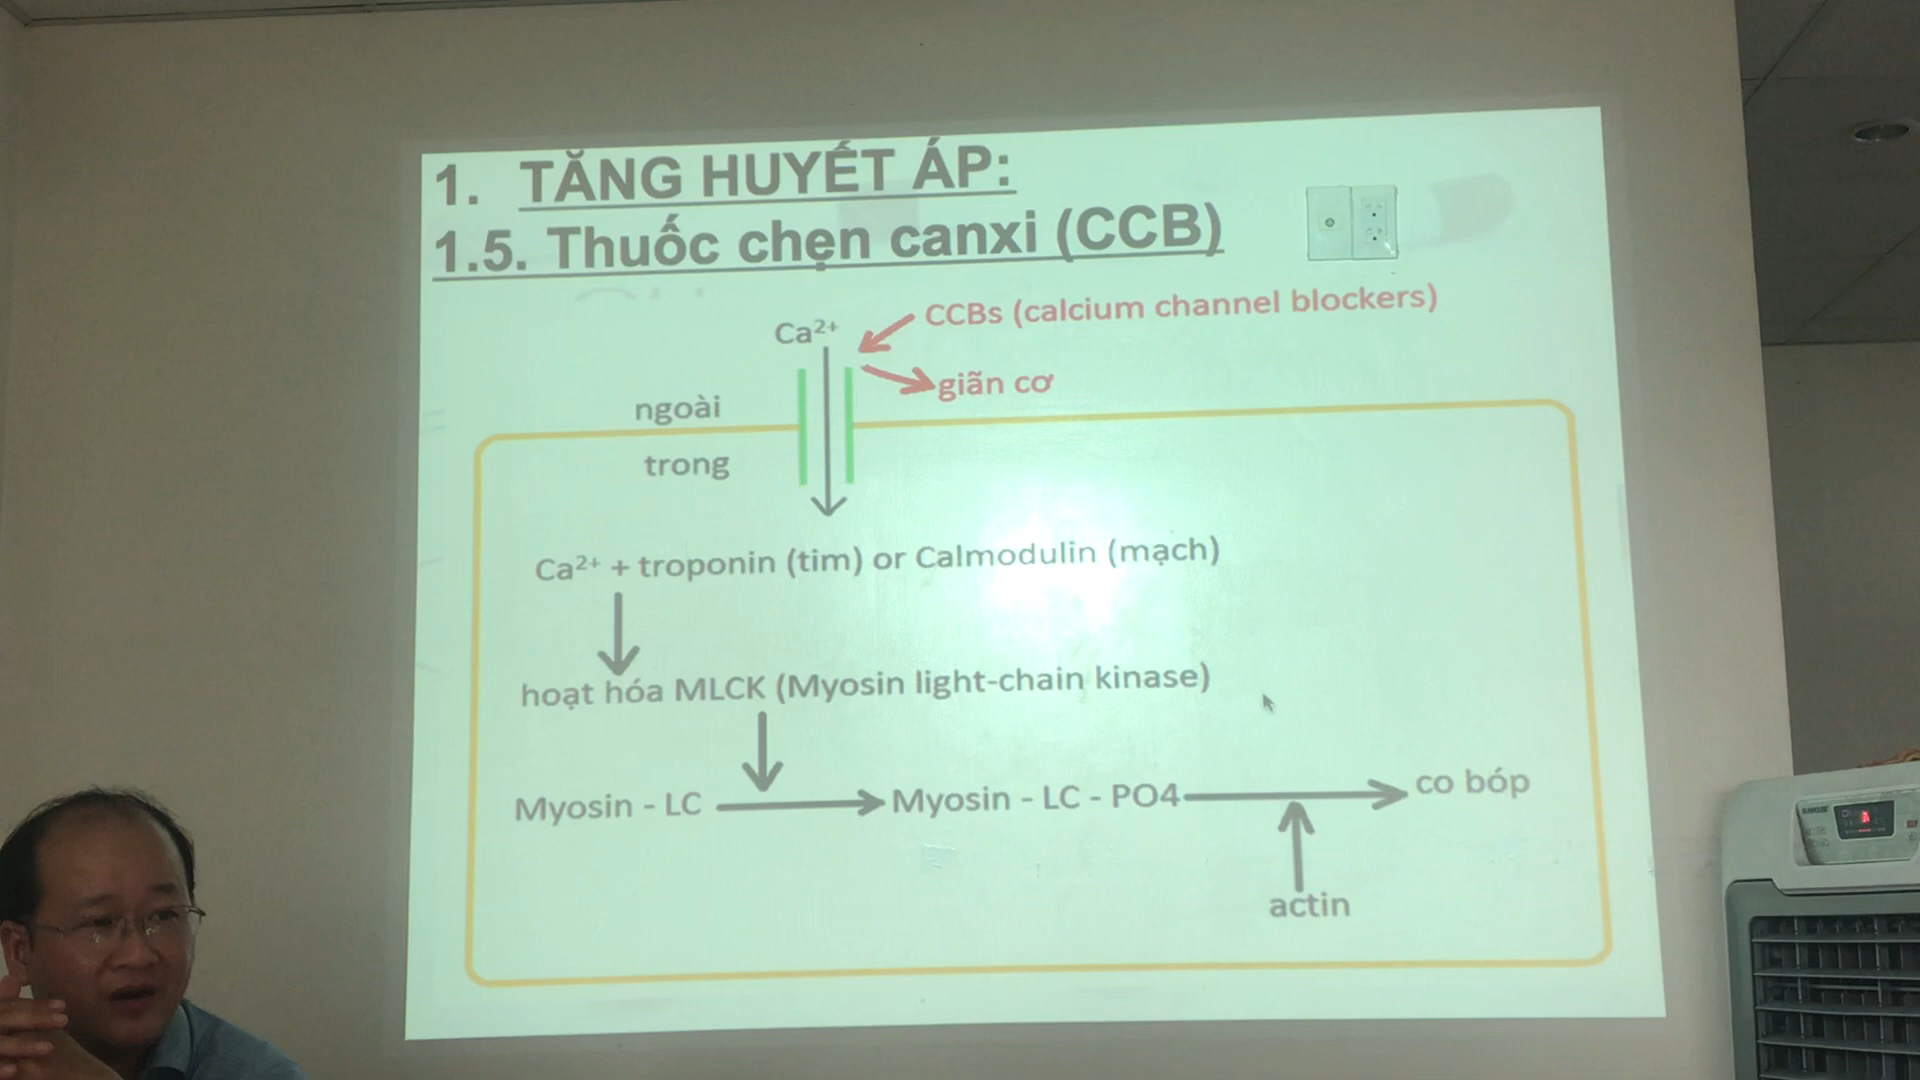 1. TĂNG HUYẾT ÁP:
1.5. Thuốc chẹn canxi (CCB)
CCBs (calcium channel blockers)
Ca²⁺
giãn cơ
ngoài
trong
Ca²⁺ + troponin (tim) or Calmodulin (mạch)
hoạt hóa MLCK (Myosin light-chain kinase)
Myosin - LC
Myosin - LC - PO4
co bóp
actin